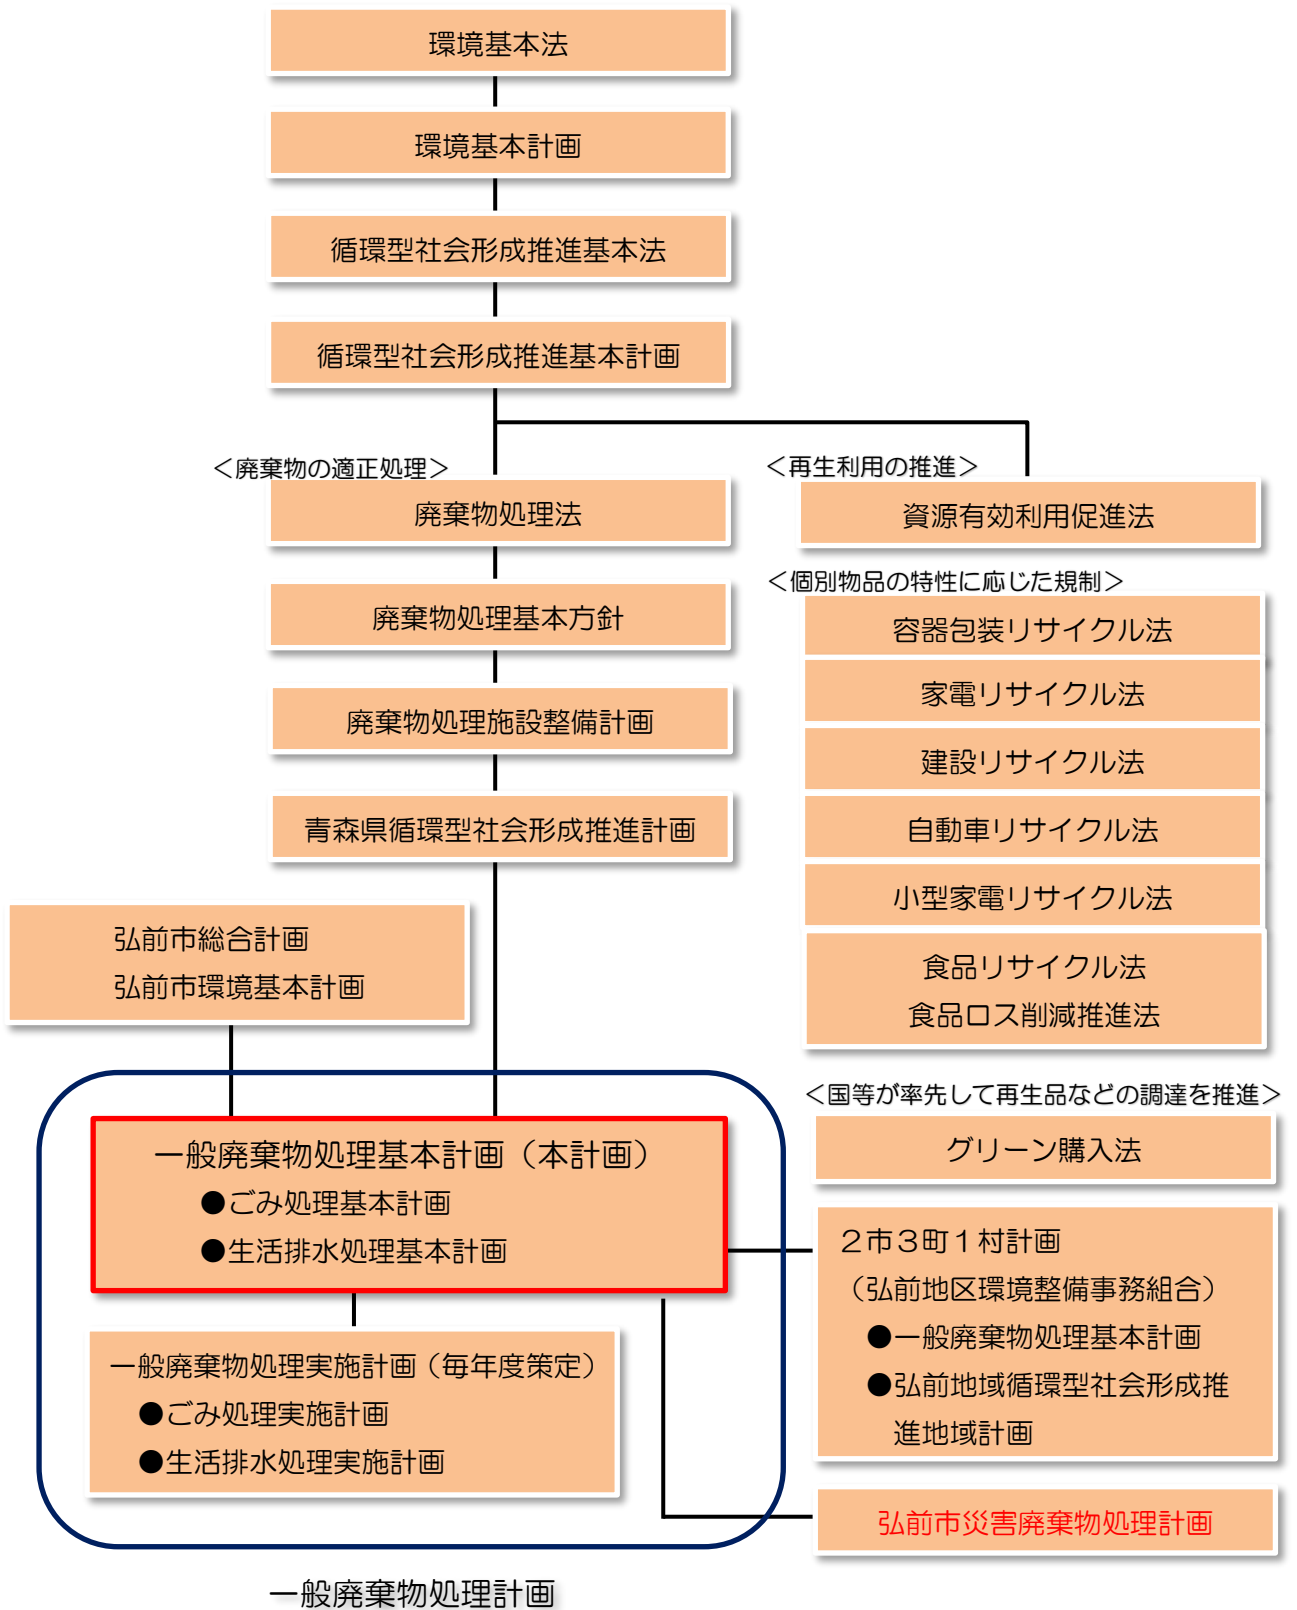 環境基本法
環境基本計画
循環型社会形成推進基本法
循環型社会形成推進基本計画
＜廃棄物の適正処理＞
廃棄物処理法
廃棄物処理基本方針
廃棄物処理施設整備計画
青森県循環型社会形成推進計画
＜再生利用の推進＞
資源有効利用促進法
＜個別物品の特性に応じた規制＞
容器包装リサイクル法
家電リサイクル法
建設リサイクル法
自動車リサイクル法
小型家電リサイクル法
食品リサイクル法
食品ロス削減推進法
＜国等が率先して再生品などの調達を推進＞
グリーン購入法
弘前市総合計画
弘前市環境基本計画
一般廃棄物処理基本計画（本計画）
●ごみ処理基本計画
●生活排水処理基本計画
一般廃棄物処理実施計画（毎年度策定）
●ごみ処理実施計画
●生活排水処理実施計画
２市３町１村計画
（弘前地区環境整備事務組合）
●一般廃棄物処理基本計画
●弘前地域循環型社会形成推
進地域計画
弘前市災害廃棄物処理計画
一般廃棄物処理計画